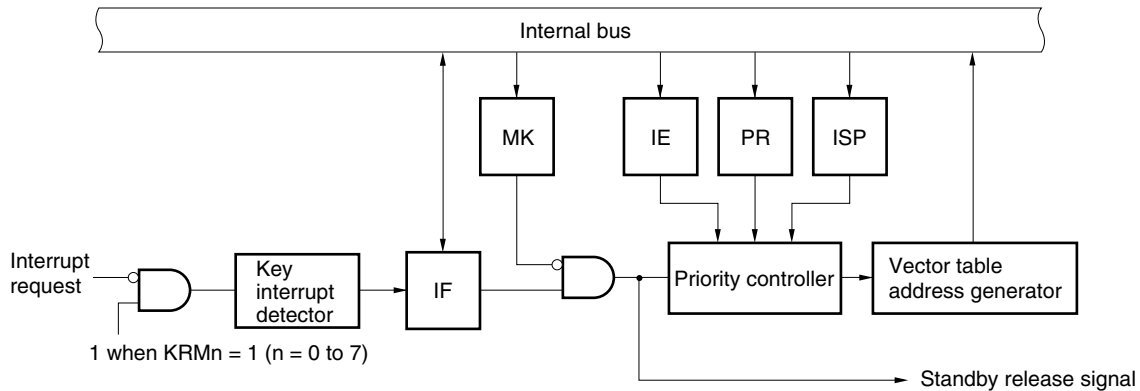 Internal bus
MK
IE
PR
ISP
Interrupt
request
Key
interrupt
detector
IF
Priority controller
Vector table
address generator
1 when KRMn = 1 (n = 0 to 7)
Standby release signal